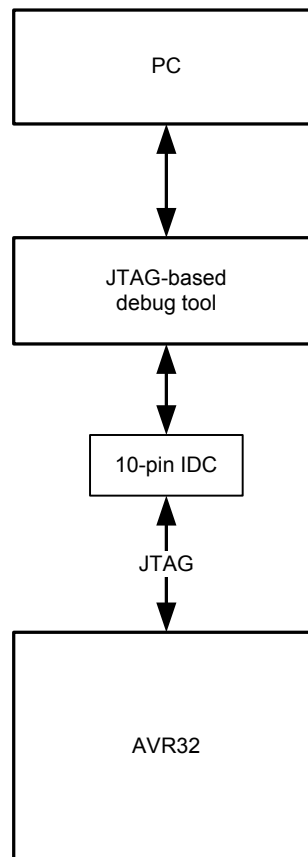 PC
JTAG-based
debug tool
10-pin IDC
JTAG
AVR32